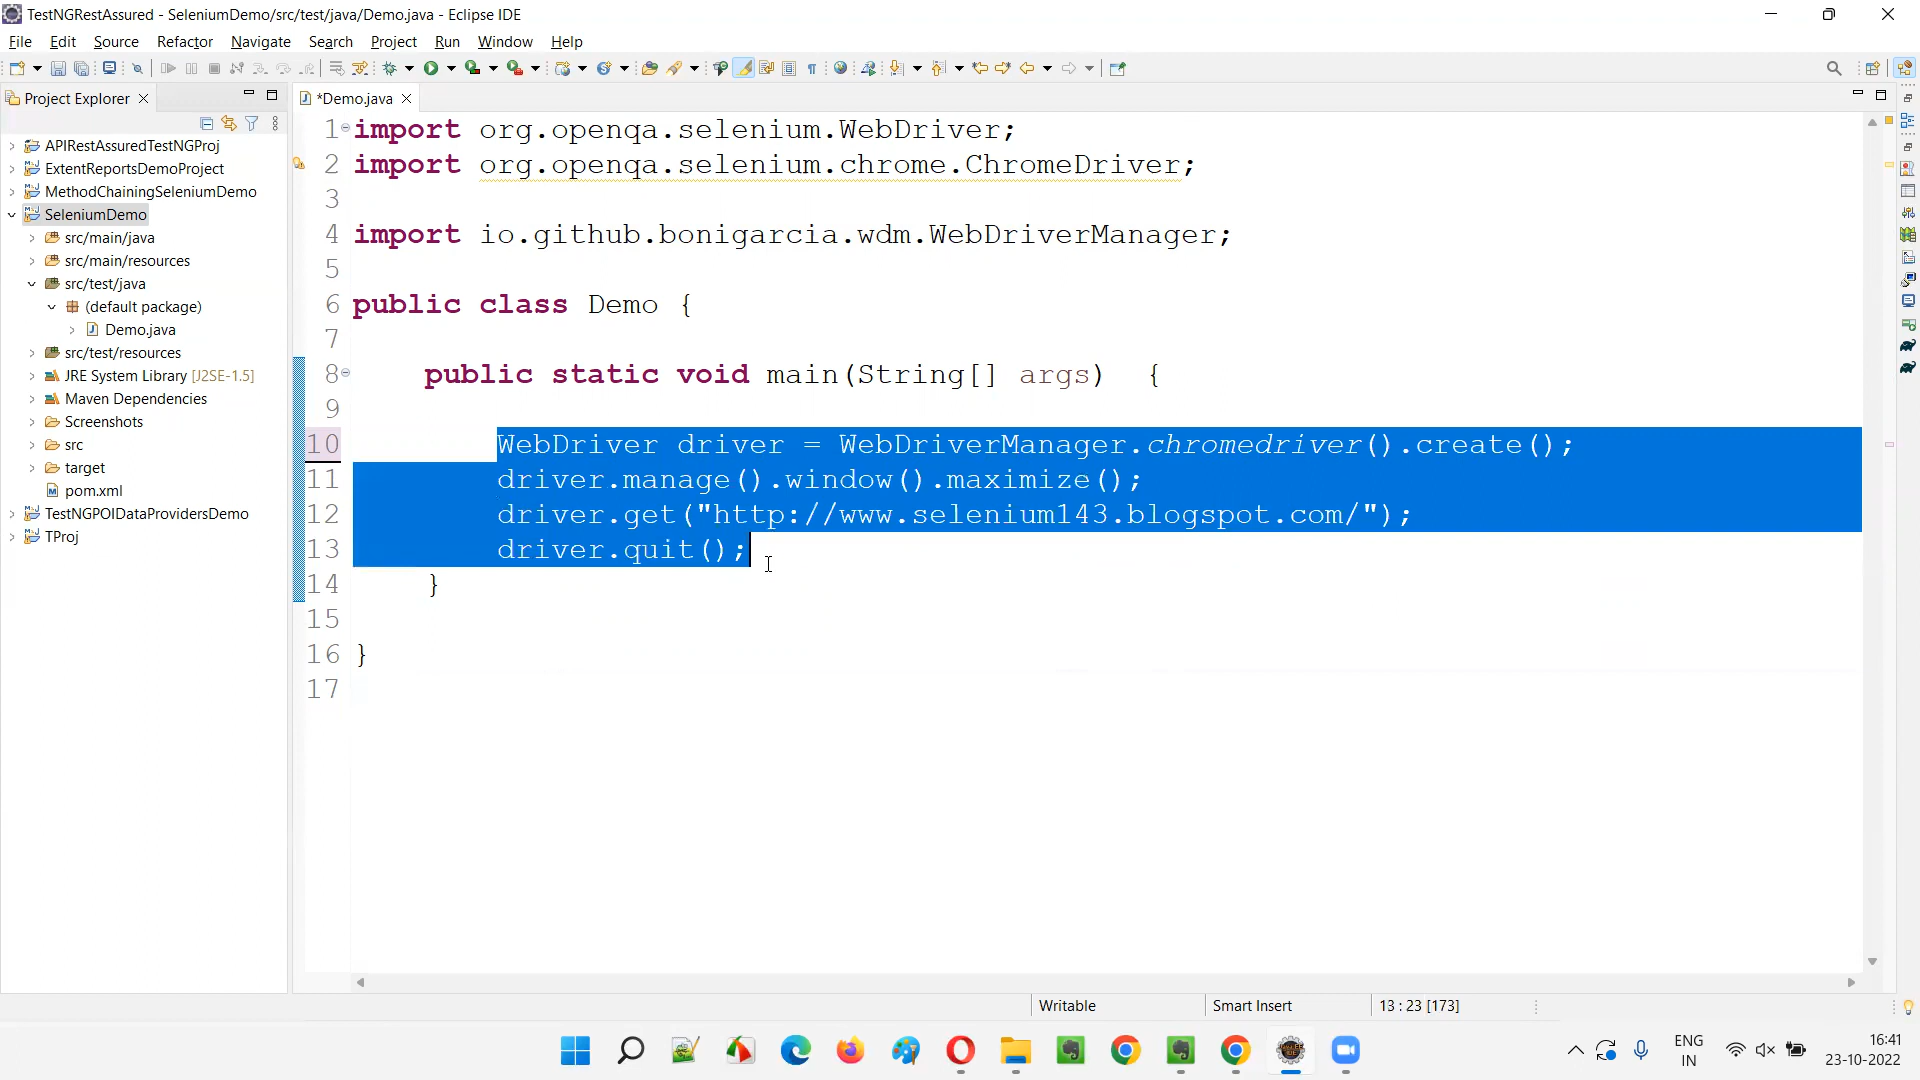 TestNGRestAssured - SeleniumDemo/src/test/java/Demo.java - Eclipse IDE
File Edit Source Refactor Navigate Search Project Run Window Help
Project Explorer
*Demo.java
APIRestAssuredTestNGProj
ExtentReportsDemoProject
MethodChainingSeleniumDemo
SeleniumDemo
src/main/java
src/main/resources
src/test/java
(default package)
Demo.java
src/test/resources
JRE System Library [J2SE-1.5]
Maven Dependencies
Screenshots
src
target
pom.xml
TestNGPOIDataProvidersDemo
TProj
1 import org.openqa.selenium.WebDriver;
2 import org.openqa.selenium.chrome.ChromeDriver;
3
4 import io.github.bonigarcia.wdm.WebDriverManager;
5
6 public class Demo {
7
8 public static void main(String[] args) {
9
10 WebDriver driver = WebDriverManager.chromedriver().create();
11 driver.manage().window().maximize();
12 driver.get("http://www.selenium143.blogspot.com/");
13 driver.quit();
14 }
15
16 }
17
Writable Smart Insert 13 : 23 [173]
ENG
IN
16:41
23-10-2022